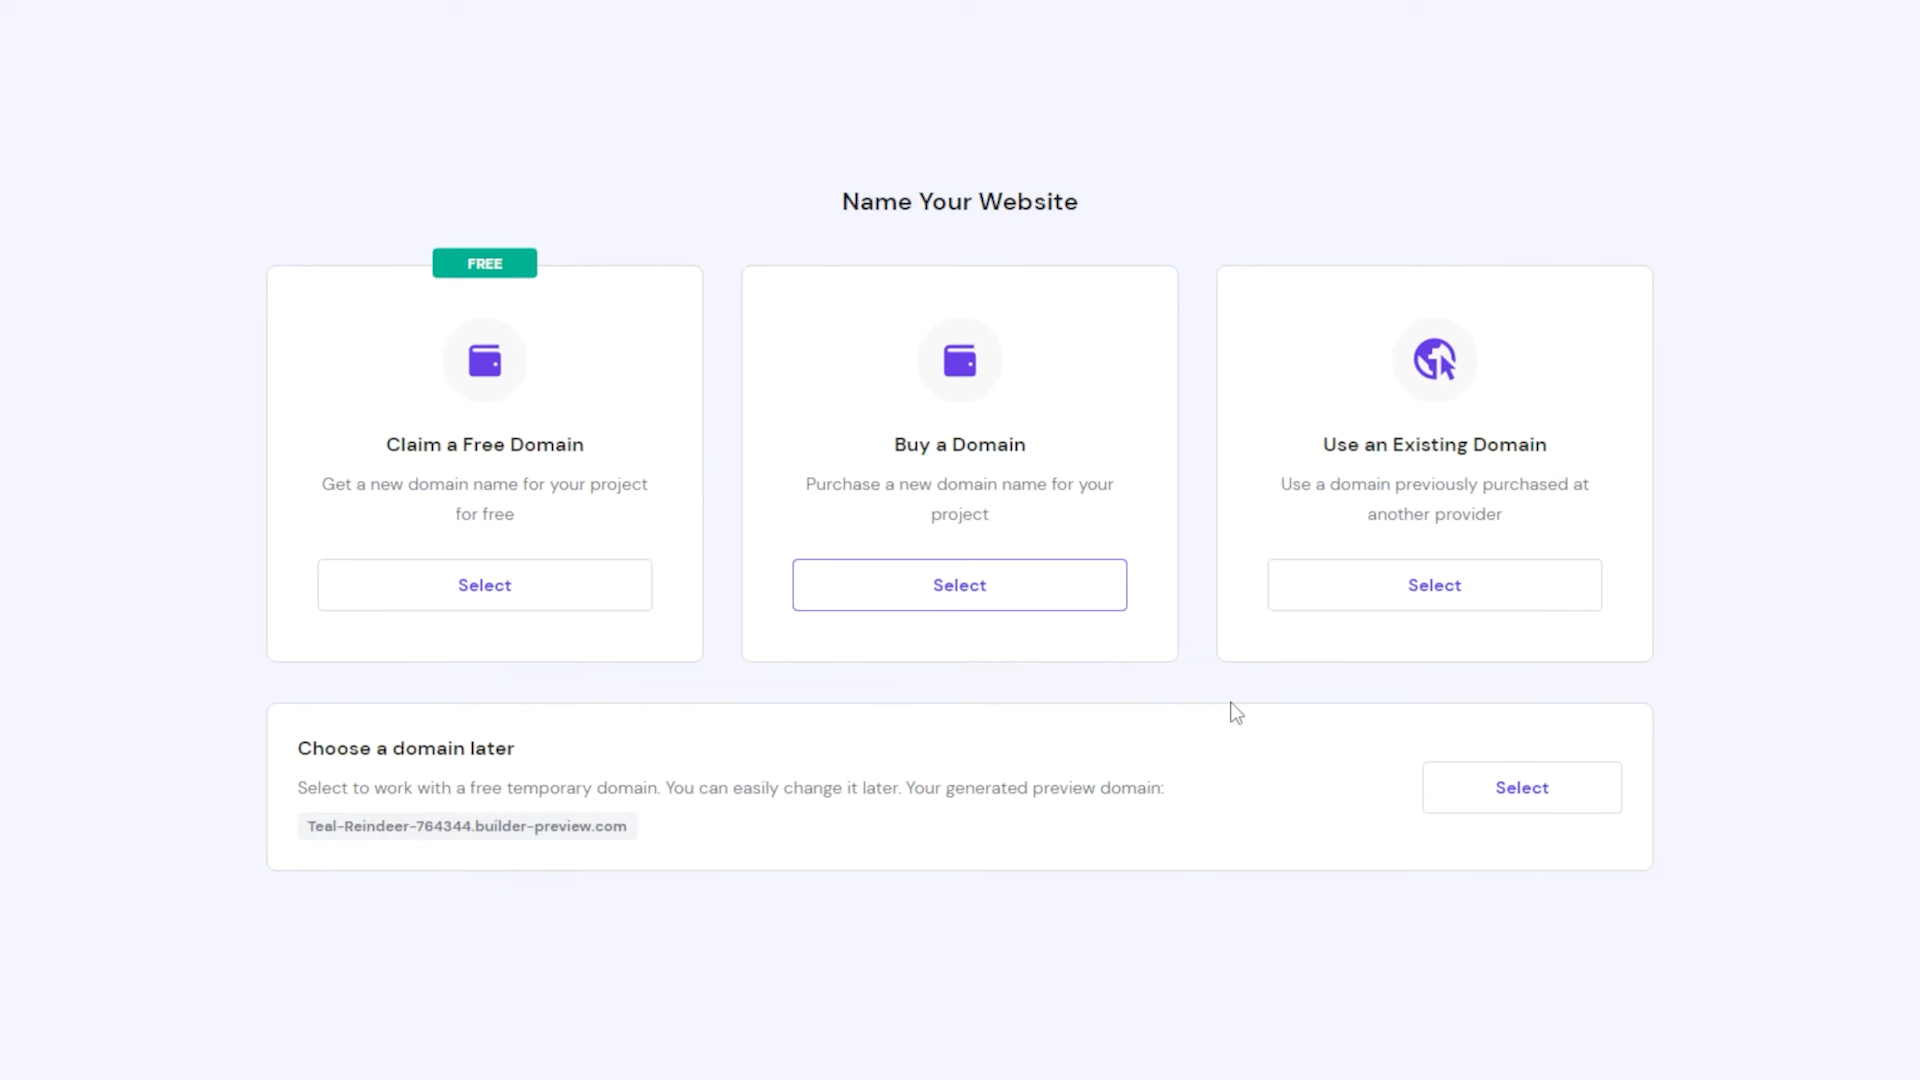 Name Your Website
FREE
Claim a Free Domain
Get a new domain name for your project
for free
Select
Buy a Domain
Purchase a new domain name for your
project
Select
Use an Existing Domain
Use a domain previously purchased at
another provider
Select
Choose a domain later
Select to work with a free temporary domain. You can easily change it later. Your generated preview domain:
Teal-Reindeer-764344.builder-preview.com
Select